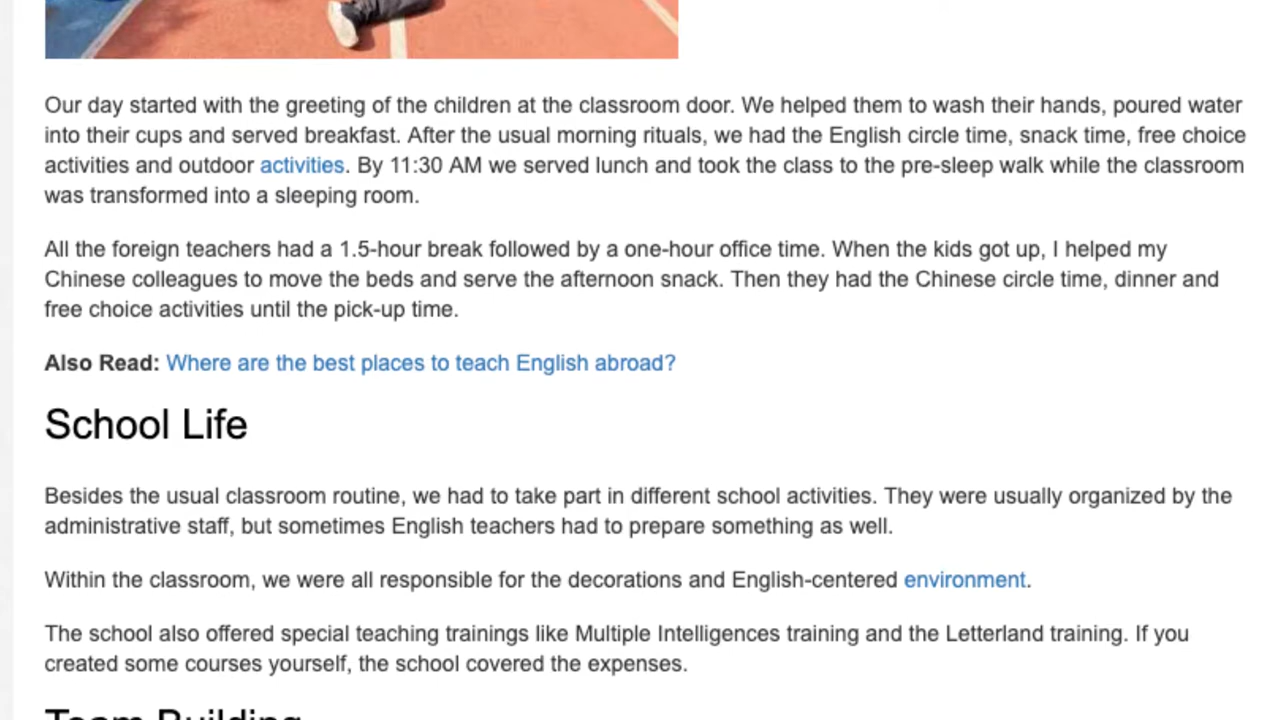 Our day started with the greeting of the children at the classroom door. We helped them to wash their hands, poured water
into their cups and served breakfast. After the usual morning rituals, we had the English circle time, snack time, free choice
activities and outdoor activities. By 11:30 AM we served lunch and took the class to the pre-sleep walk while the classroom
was transformed into a sleeping room.
All the foreign teachers had a 1.5-hour break followed by a one-hour office time. When the kids got up, I helped my
Chinese colleagues to move the beds and serve the afternoon snack. Then they had the Chinese circle time, dinner and
free choice activities until the pick-up time.
Also Read: Where are the best places to teach English abroad?
School Life
Besides the usual classroom routine, we had to take part in different school activities. They were usually organized by the
administrative staff, but sometimes English teachers had to prepare something as well.
Within the classroom, we were all responsible for the decorations and English-centered environment.
The school also offered special teaching trainings like Multiple Intelligences training and the Letterland training. If you
created some courses yourself, the school covered the expenses.
Team Building